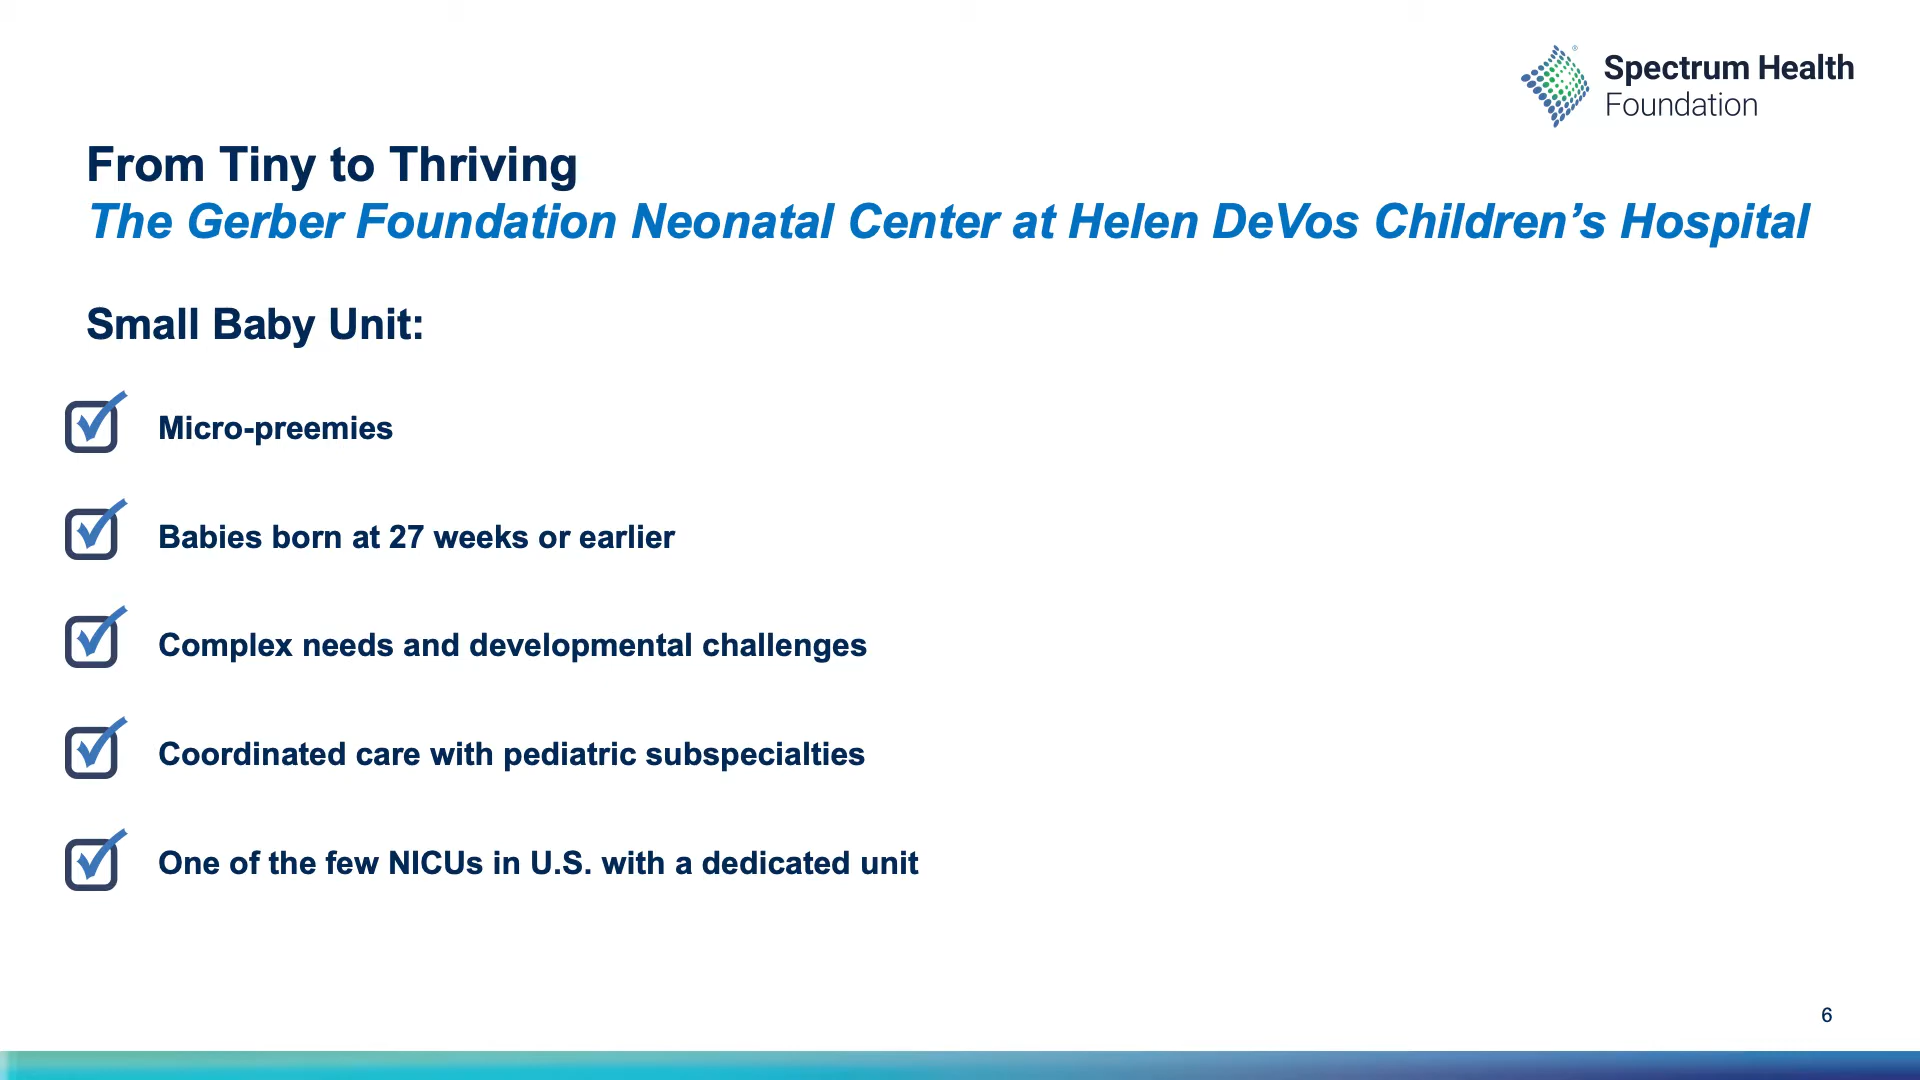 Spectrum Health
Foundation
From Tiny to Thriving
The Gerber Foundation Neonatal Center at Helen DeVos Children’s Hospital
Small Baby Unit:
Micro-preemies
Babies born at 27 weeks or earlier
Complex needs and developmental challenges
Coordinated care with pediatric subspecialties
One of the few NICUs in U.S. with a dedicated unit
6